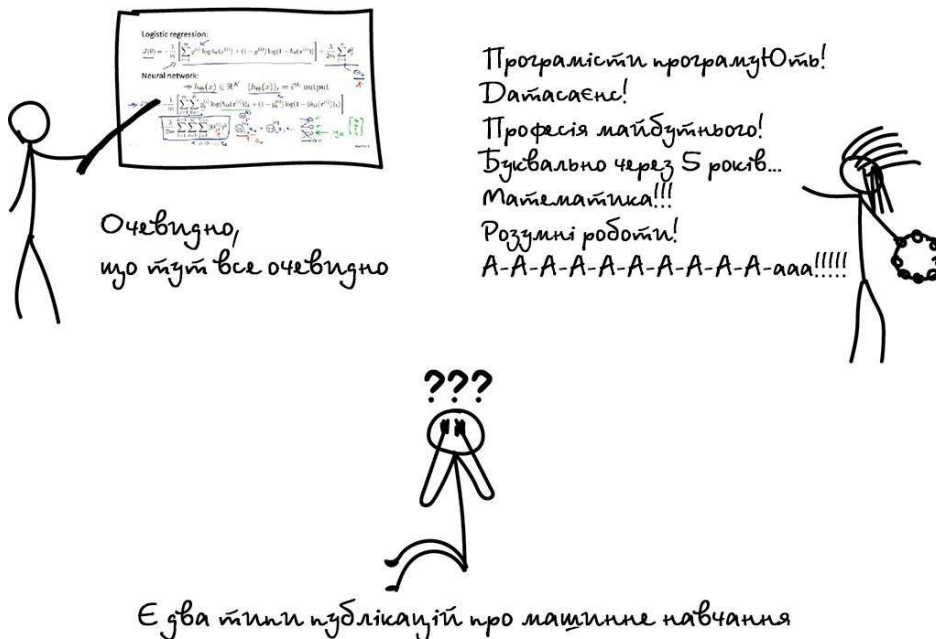 Logistic regression:
Neural network:
output
Очевидно,
що тут все очевидно
Програмісти програмуЮть!
Датасаєнс!
Професія майбутнього!
Буквально через 5 років...
Математика!!!
Розумні роботи!
А-А-А-А-А-А-А-А-А-А-ааа!!!!!
???
Є два типи публікацій про машинне навчання